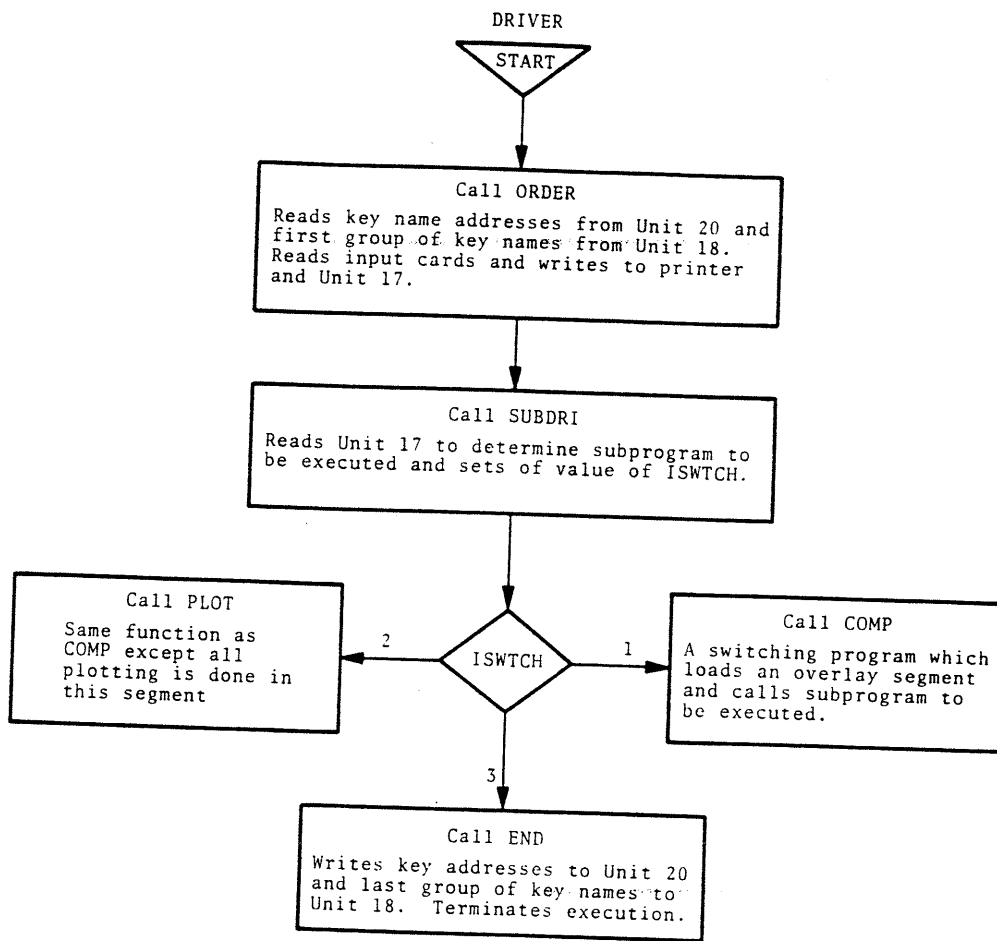 DRIVER
START
Call ORDER
Reads key name addresses from Unit 20 and
first group of key names from Unit 18.
Reads input cards and writes to printer
and Unit 17.
Call SUBDRI
Reads Unit 17 to determine subprogram to
be executed and sets of value of ISWTCH.
Call PLOT
Same function as
COMP except all
plotting is done in
this segment
2
ISWTCH
1
Call COMP
A switching program which
loads an overlay segment
and calls subprogram to
be executed.
3
Call END
Writes key addresses to Unit 20
and last group of key names to
Unit 18. Terminates execution.